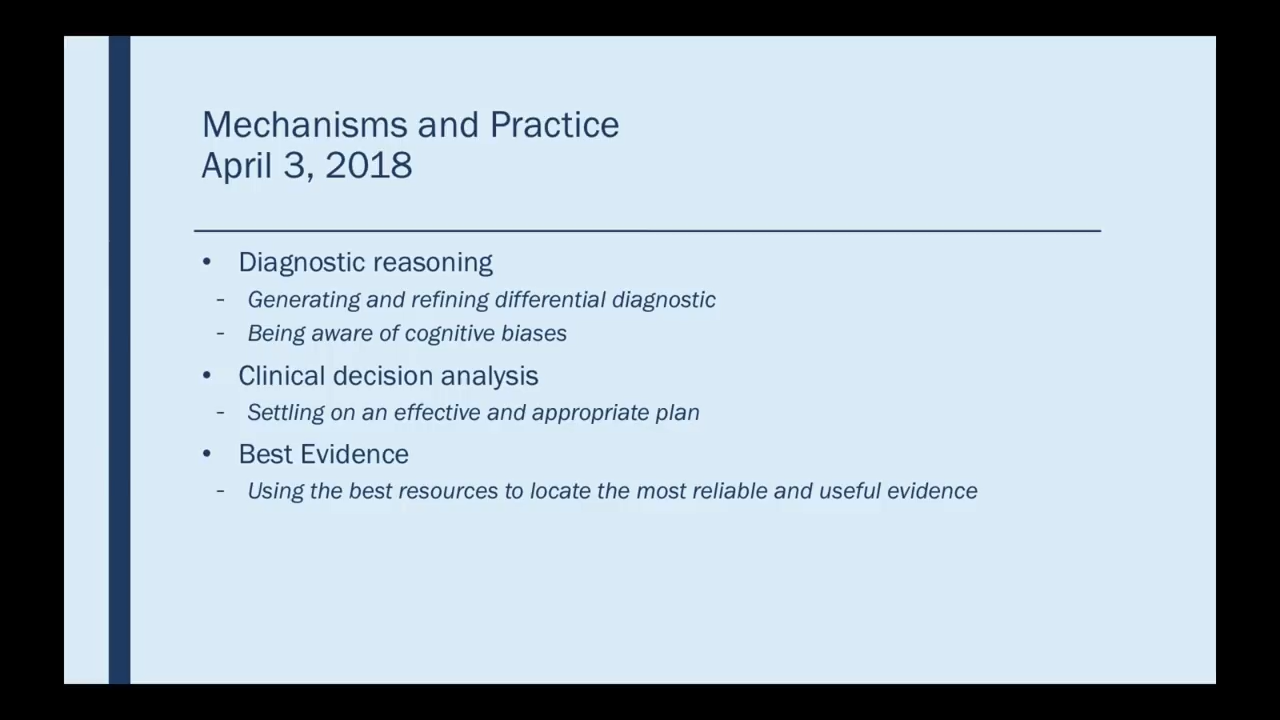 Mechanisms and Practice
April 3, 2018
• Diagnostic reasoning
- Generating and refining differential diagnostic
- Being aware of cognitive biases
• Clinical decision analysis
- Settling on an effective and appropriate plan
• Best Evidence
- Using the best resources to locate the most reliable and useful evidence